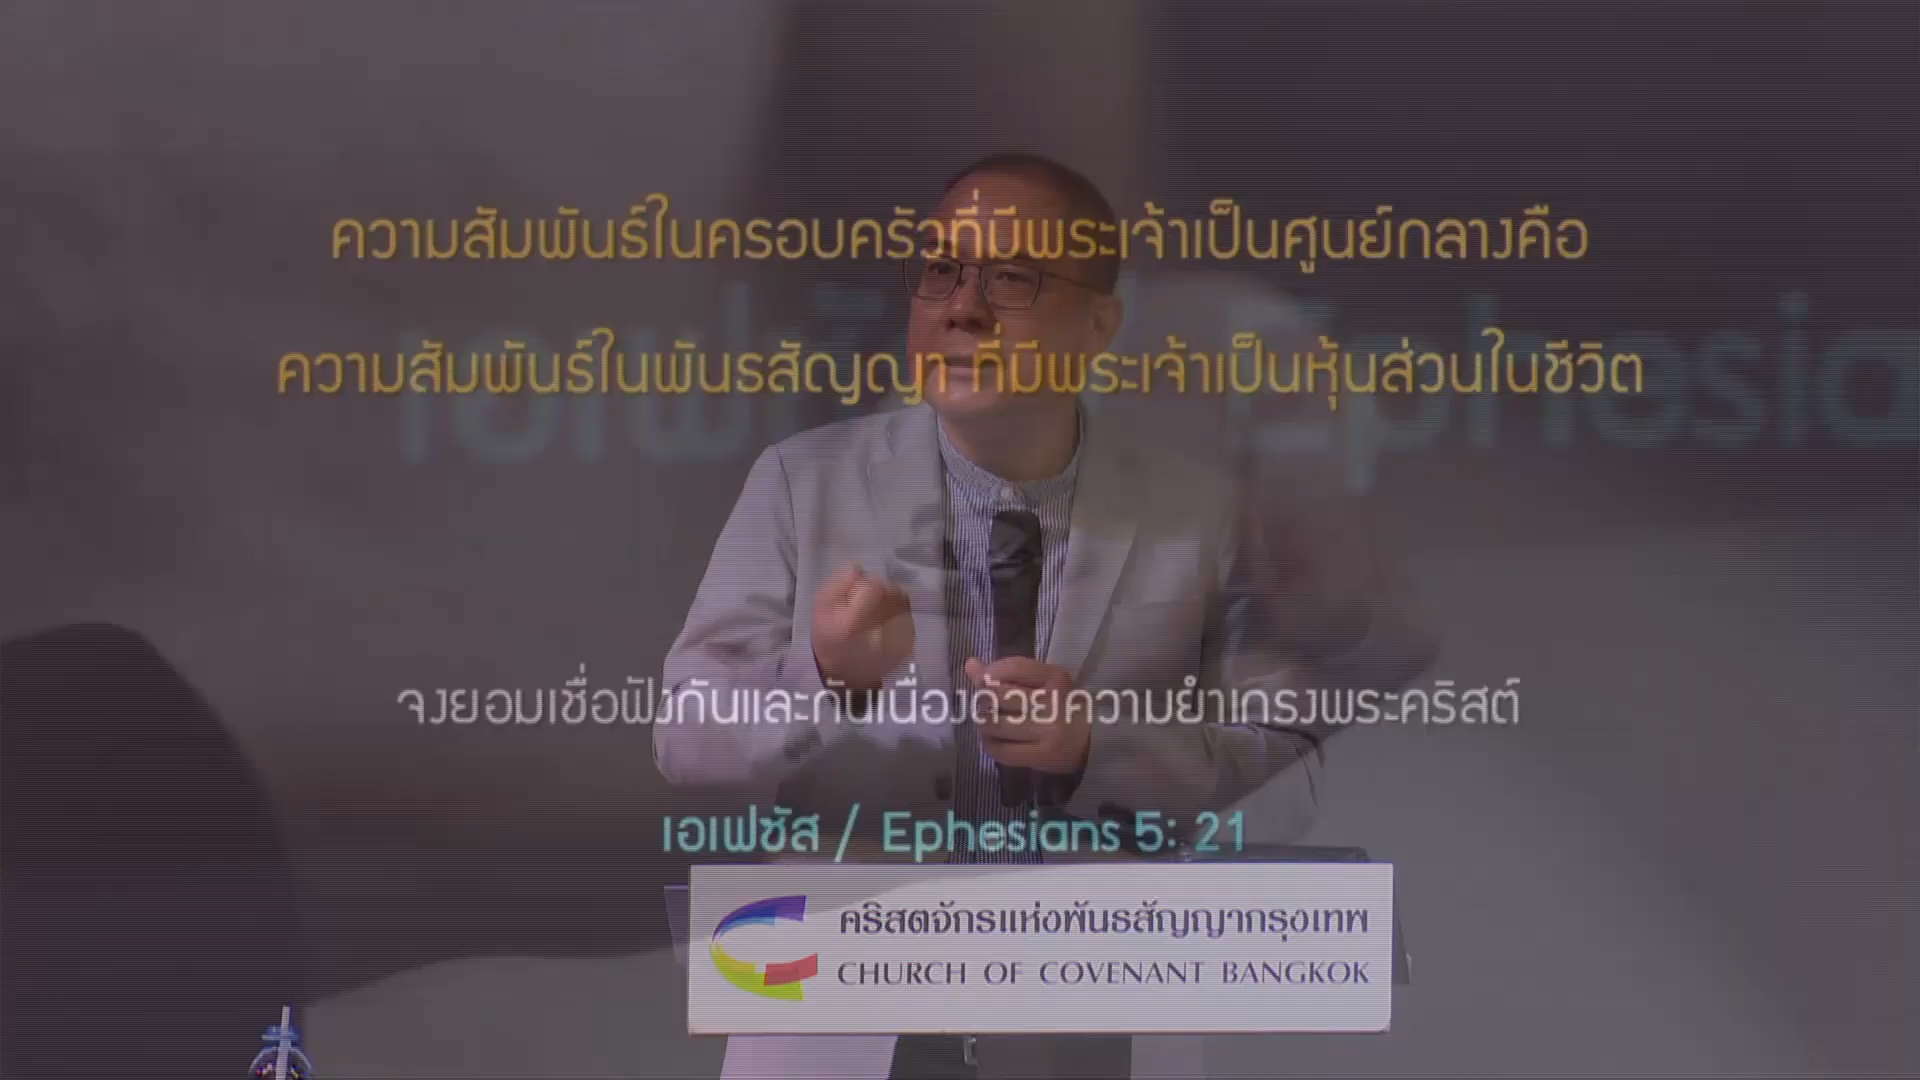 ความสัมพันธ์ในครอบครัวที่มีพระเจ้าเป็นศูนย์กลางคือ
ความสัมพันธ์ในพันธสัญญา ที่มีพระเจ้าเป็นหุ้นส่วนในชีวิต
เอเฟซัส / Ephesia
จงยอมเชื่อฟังกันและกันเนื่องด้วยความยำเกรงพระคริสต์
เอเฟซัส / Ephesians 5: 21
คริสตจักรแห่งพันธสัญญากรุงเทพ
CHURCH OF COVENANT BANGKOK